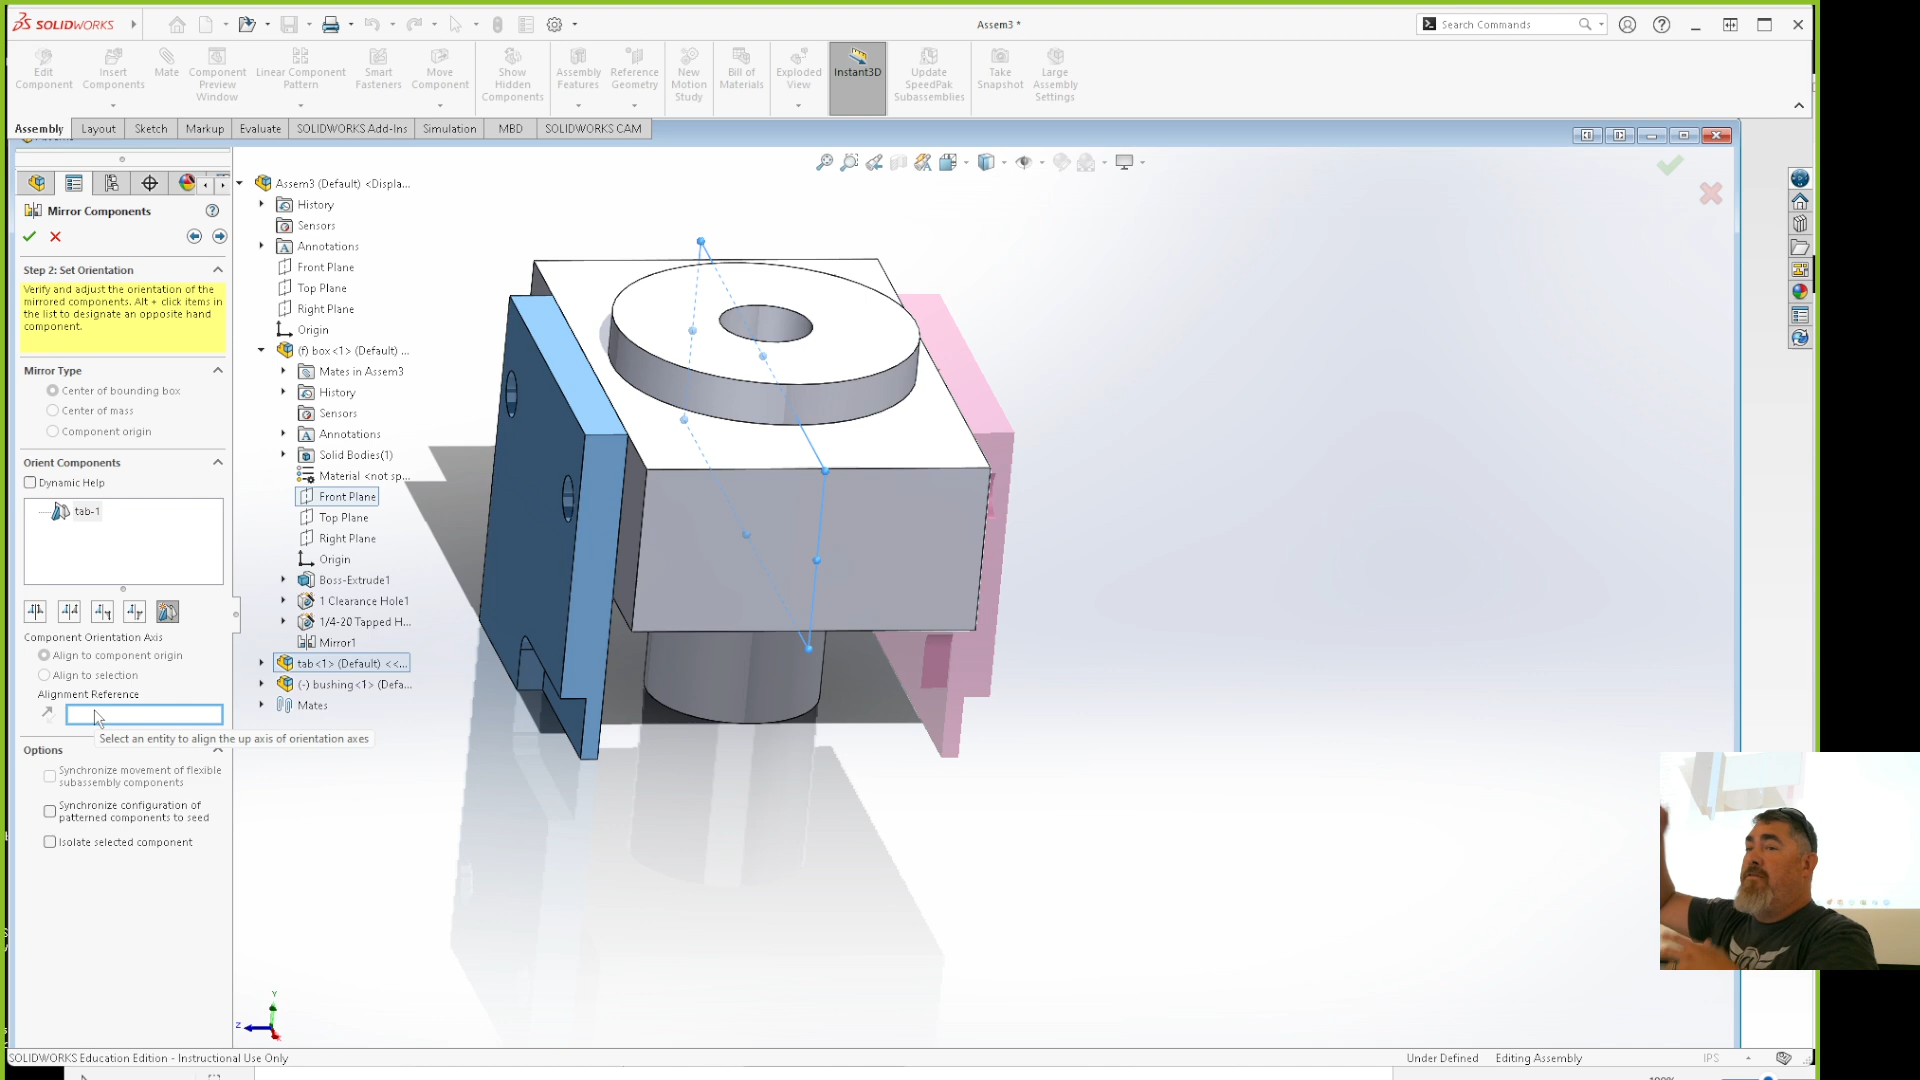 SOLIDWORKS
Assem3 *
Search Commands
Edit Component
Insert Components
Mate
Component Preview Window
Linear Component Pattern
Smart Fasteners
Move Component
Show Hidden Components
Assembly Features
Reference Geometry
New Motion Study
Bill of Materials
Exploded View
Instant3D
Update SpeedPak Subassemblies
Take Snapshot
Large Assembly Settings
Assembly
Layout
Sketch
Markup
Evaluate
SOLIDWORKS Add-Ins
Simulation
MBD
SOLIDWORKS CAM
Mirror Components
Step 2: Set Orientation
Verify and adjust the orientation of the
mirrored components. Alt + click items in
the list to designate an opposite hand
component.
Mirror Type
Center of bounding box
Center of mass
Component origin
Orient Components
Dynamic Help
tab-1
Component Orientation Axis
Align to component origin
Align to selection
Alignment Reference
Select an entity to align the up axis of orientation axes
Options
Synchronize movement of flexible
subassembly components
Synchronize configuration of
patterned components to seed
Isolate selected component
Assem3 (Default) <Displa...
History
Sensors
Annotations
Front Plane
Top Plane
Right Plane
Origin
(f) box<1> (Default) ...
Mates in Assem3
History
Sensors
Annotations
Solid Bodies(1)
Material <not sp...
Front Plane
Top Plane
Right Plane
Origin
Boss-Extrude1
1 Clearance Hole1
1/4-20 Tapped H...
Mirror1
tab<1> (Default) <<...
(-) bushing<1> (Defa...
Mates
Y
Z
SOLIDWORKS Education Edition - Instructional Use Only
Under Defined
Editing Assembly
IPS